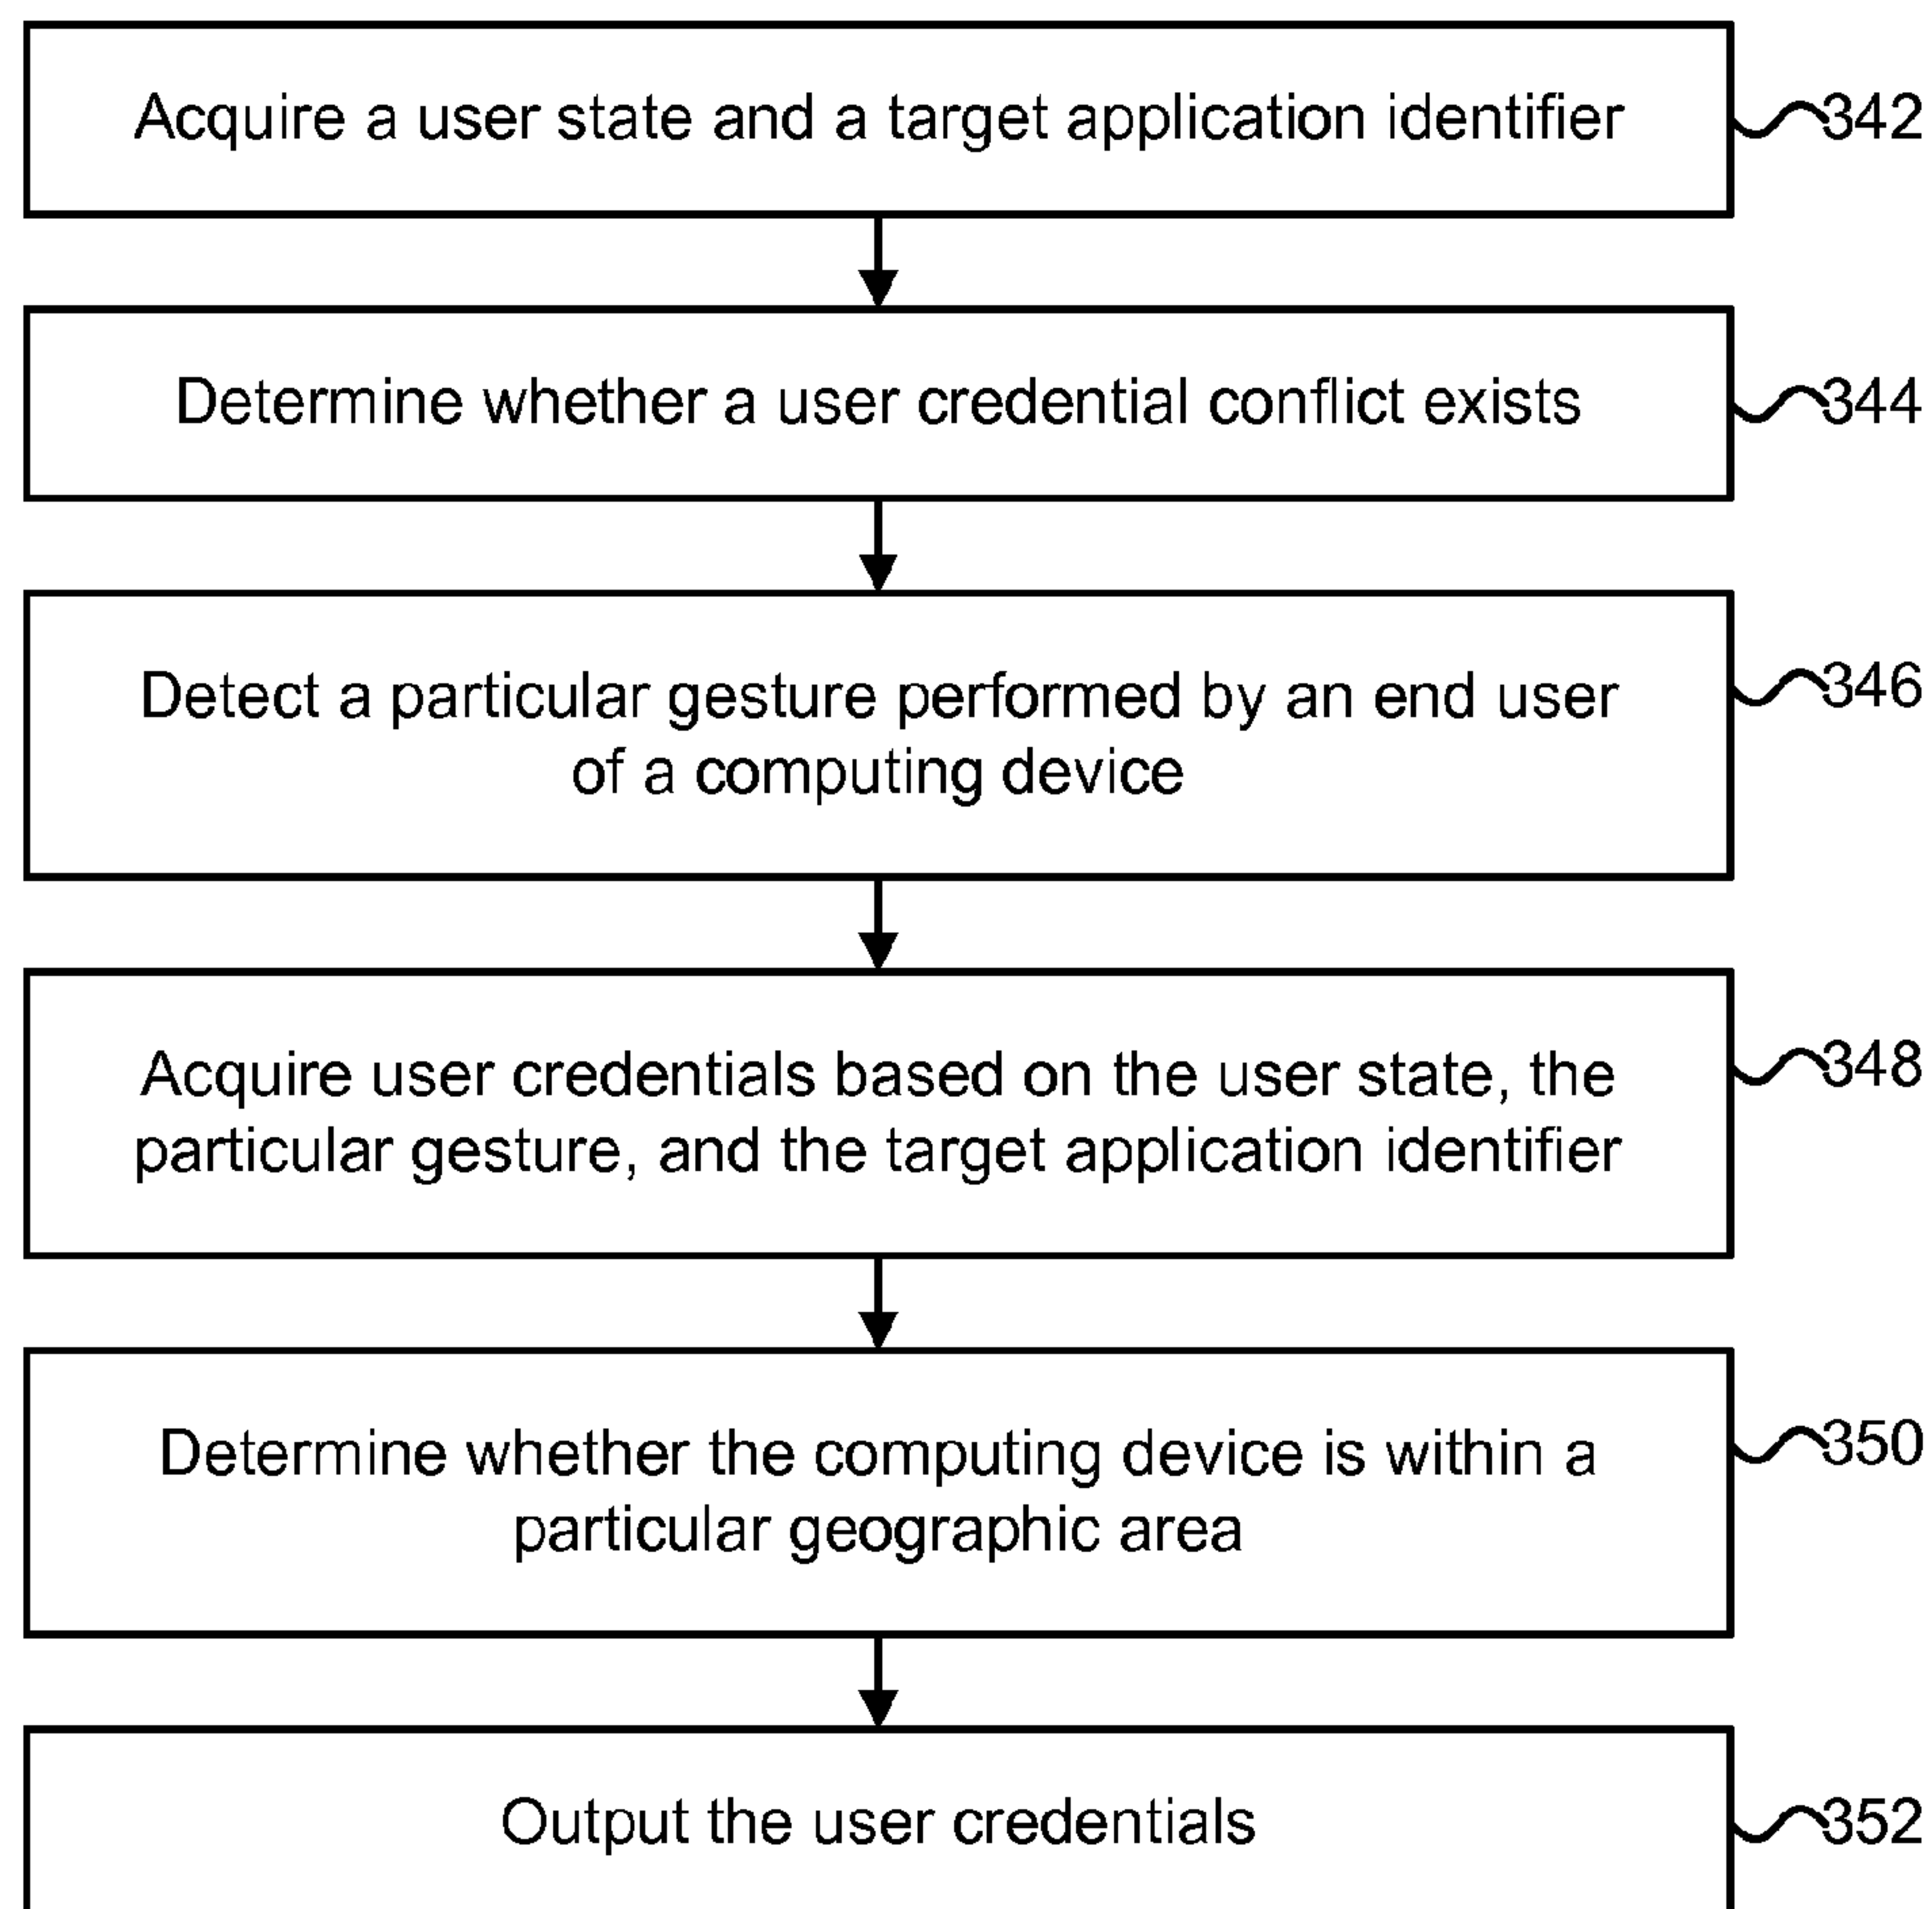 Acquire a user state and a target application identifier
342
Determine whether a user credential conflict exists
344
Detect a particular gesture performed by an end user
of a computing device
346
Acquire user credentials based on the user state, the
particular gesture, and the target application identifier
348
Determine whether the computing device is within a
particular geographic area
350
Output the user credentials
352